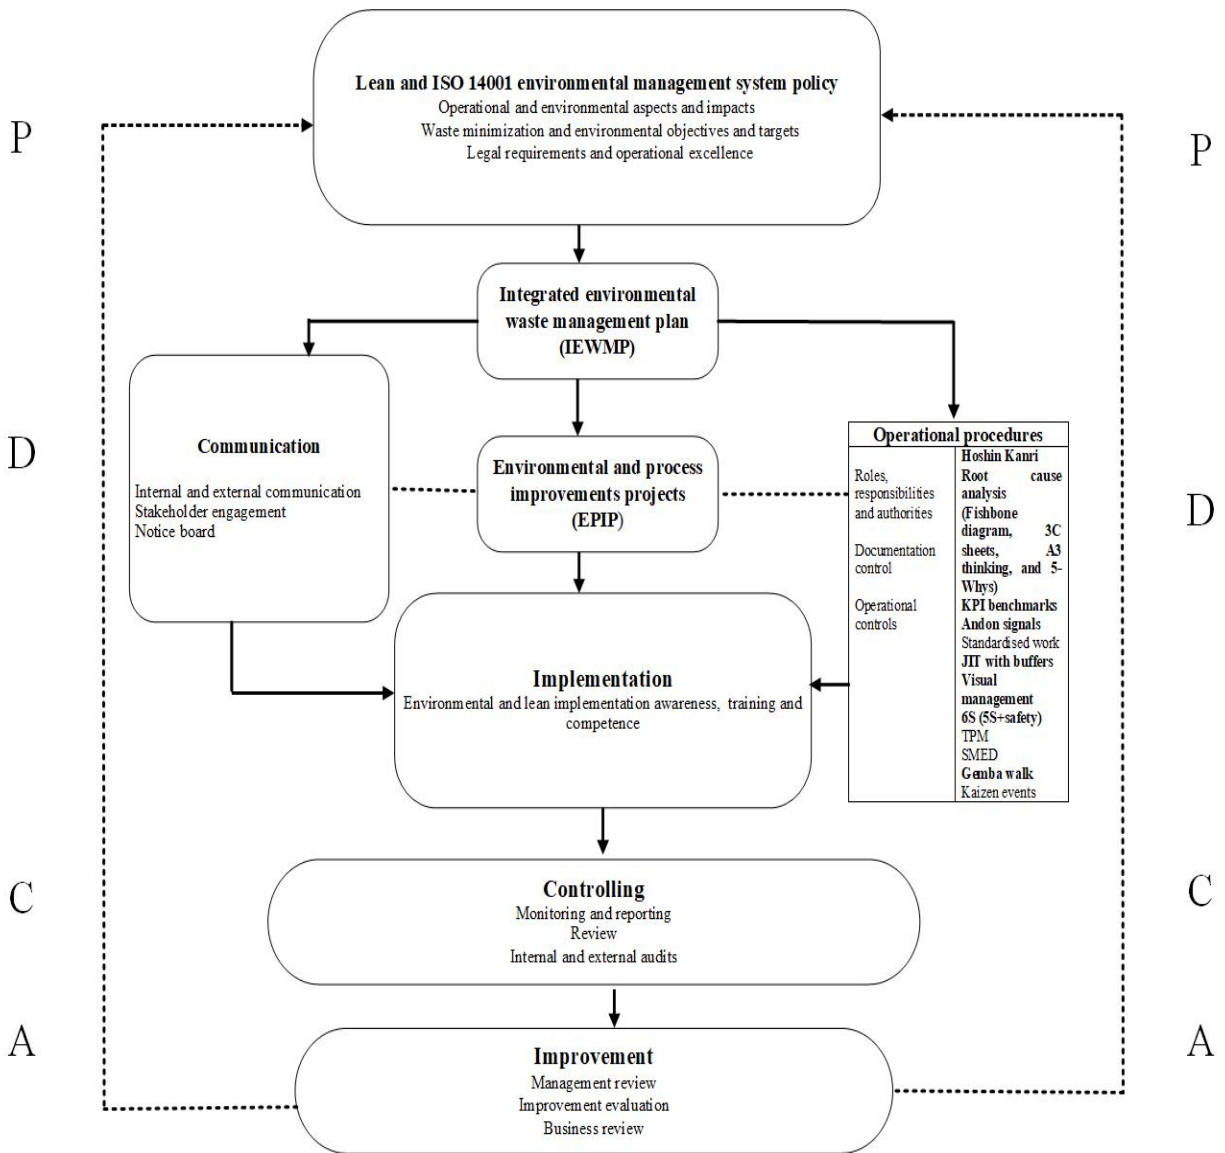 Lean and ISO 14001 environmental management system policy
Operational and environmental aspects and impacts
Waste minimization and environmental objectives and targets
Legal requirements and operational excellence
P
P
Integrated environmental
waste management plan
(IEWMP)
Communication
Internal and external communication
Stakeholder engagement
Notice board
D
Environmental and process
improvements projects
(EPIP)
Operational procedures
Roles,
responsibilities
and authorities
Documentation
control
Operational
controls
Hoshin Kanri
Root cause
analysis
(Fishbone
diagram, 3C
sheets, A3
thinking, and 5-
Whys)
KPI benchmarks
Andon signals
Standardised work
JIT with buffers
Visual
management
6S (5S+safety)
TPM
SMED
Gemba walk
Kaizen events
D
Implementation
Environmental and lean implementation awareness, training and
competence
C
Controlling
Monitoring and reporting
Review
Internal and external audits
C
A
Improvement
Management review
Improvement evaluation
Business review
A